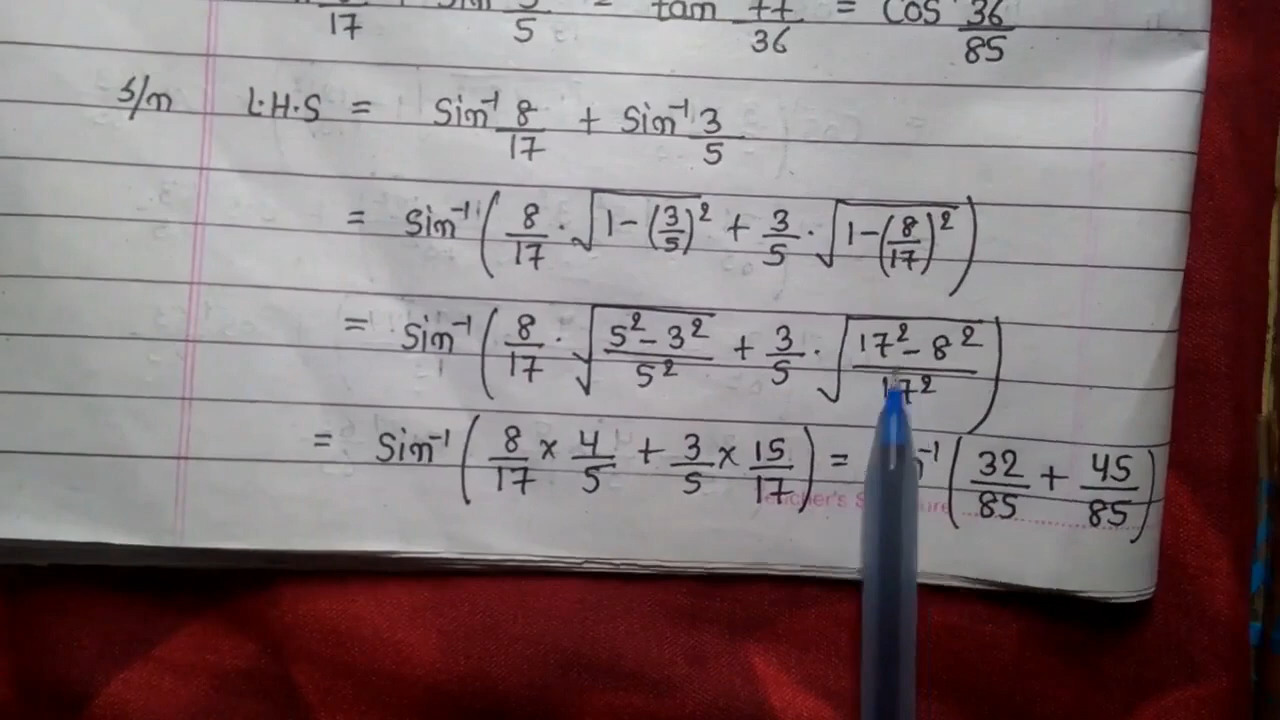 17 5 = tan 77/36 = Cos 36/85
S/n L.H.S = Sin⁻¹ 8/17 + Sin⁻¹ 3/5
= Sin⁻¹ ( 8/17 . √(1-(3/5)²) + 3/5 . √(1-(8/17)²) )
= Sin⁻¹ ( 8/17 . √((5²-3²)/5²) + 3/5 . √((17²-8²)/17²) )
= Sin⁻¹ ( 8/17 × 4/5 + 3/5 × 15/17 ) = ⁻¹ ( 32/85 + 45/85 )